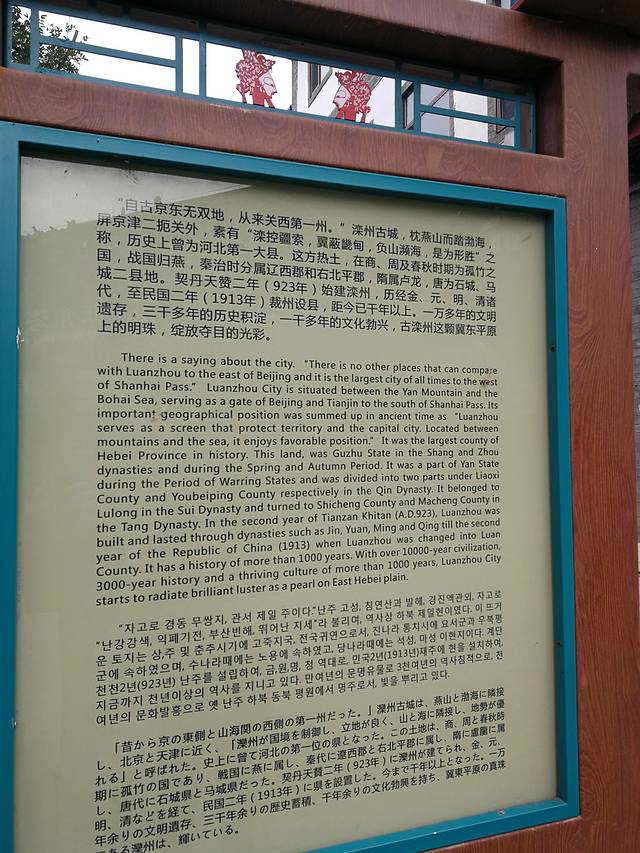 “自古京东无双地，从来关西第一州。”滦州古城，枕燕山而踏渤海，
屏京津二扼关外，素有“滦控疆索，翼蔽畿甸，负山濒海，是为形胜”之
称，历史上曾为河北第一大县。这方热土，在商、周及春秋时期为孤竹之
国，战国归燕，秦治时分属辽西郡和右北平郡，隋属卢龙，唐为石城、马
城二县地。契丹天赞二年（923年）始建滦州，历经金、元、明、清诸
代，至民国二年（1913年）裁州设县，距今已千年以上。一万多年的文明
遗存，三千多年的历史积淀，一千多年的文化勃兴，古滦州这颗冀东平原
上的明珠，绽放夺目的光彩。
There is a saying about the city. “There is no other places that can compare
with Luanzhou to the east of Beijing and it is the largest city of all times to the west
of Shanhai Pass.” Luanzhou City is situated between the Yan Mountain and the
Bohai Sea, serving as a gate of Beijing and Tianjin to the south of Shanhai Pass. Its
important geographical position was summed up in ancient time as “Luanzhou
serves as a screen that protect territory and the capital city. Located between
mountains and the sea, it enjoys favorable position.” It was the largest county of
Hebei Province in history. This land, was Guzhu State in the Shang and Zhou
dynasties and during the Spring and Autumn Period. It was a part of Yan State
during the Period of Warring States and was divided into two parts under Liaoxi
County and Youbeiping County respectively in the Qin Dynasty. It belonged to
Lulong in the Sui Dynasty and turned to Shicheng County and Macheng County in
the Tang Dynasty. In the second year of Tianzan Khitan (A.D.923), Luanzhou was
built and lasted through dynasties such as Jin, Yuan, Ming and Qing till the second
year of the Republic of China (1913) when Luanzhou was changed into Luan
County. It has a history of more than 1000 years. With over 10000-year civilization,
3000-year history and a thriving culture of more than 1000 years, Luanzhou City
starts to radiate brilliant luster as a pearl on East Hebei plain.
“자고로 경동 무쌍지, 관서 제일 주이다.”난주 고성, 침연산과 발해, 경진액관외, 자고로
“난강강색, 익폐기전, 부산빈해, 뛰어난 지세”라 불리여, 역사상 하북 제일현이였다. 이 뜨거
운 토지는 상,주 및 춘추시기에 고죽지국, 전국귀연으로서, 진나라 통치시에 요서군과 우북평
군에 속하였으며, 수나라때에는 노용에 속하였고, 당나라때에는 석성, 마성 이현지이다. 계단
천천2년(923년) 난주를 설립하여, 금,원,명, 청 역대로, 민국2년(1913년)재주에 현을 설치하여,
지금까지 천년이상의 역사를 지니고 있다. 만여년의 문명유물로 3천여년의 역사침적으로, 천
여년의 문화발흥으로 옛 난주 하북 동북 평원에서 명주로서, 빛을 뿌리고 있다.
「昔から京の東側と山海関の西側の第一州だった。」灤州古城は、燕山と渤海に隣接
し、北京と天津に近く、「灤州が国境を制御し、立地が良く、山と海に隣接し、地勢が優
れる」と呼ばれた。史上に曾て河北の第一位の県となった。この土地は、商、周と春秋時
期に孤竹の国であり、戦国に燕に属し、秦代に遼西郡と右北平郡に属し、隋に盧龍に属
し、唐代に石城県と马城県だった。契丹天賛二年（923年）に灤州が建てられ、金、元、
明、清などを経て、民国二年（1913年）に県を設置した。今まで千年以上となった。一万
年余りの文明遺存、三千年余りの歴史蓄積、千年余りの文化勃興を持ち、冀東平原の真珠
である灤州は、輝いている。